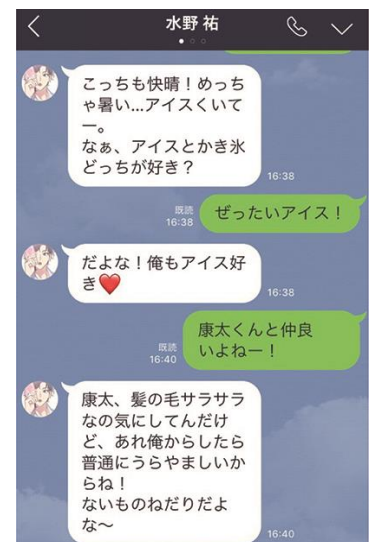 水野 祐
こっちも快晴！めっち
ゃ暑い...アイスくいて
ー。
なぁ、アイスとかき氷
どっちが好き？
16:38
ぜったいアイス！
既読
16:38
だよな！俺もアイス好
き❤️
16:38
康太くんと仲良
いよねー！
既読
16:40
康太、髪の毛サラサラ
なの気にしてんだけ
ど、あれ俺からしたら
普通にうらやましいか
らね！
ないものねだりだよ
な〜
16:40